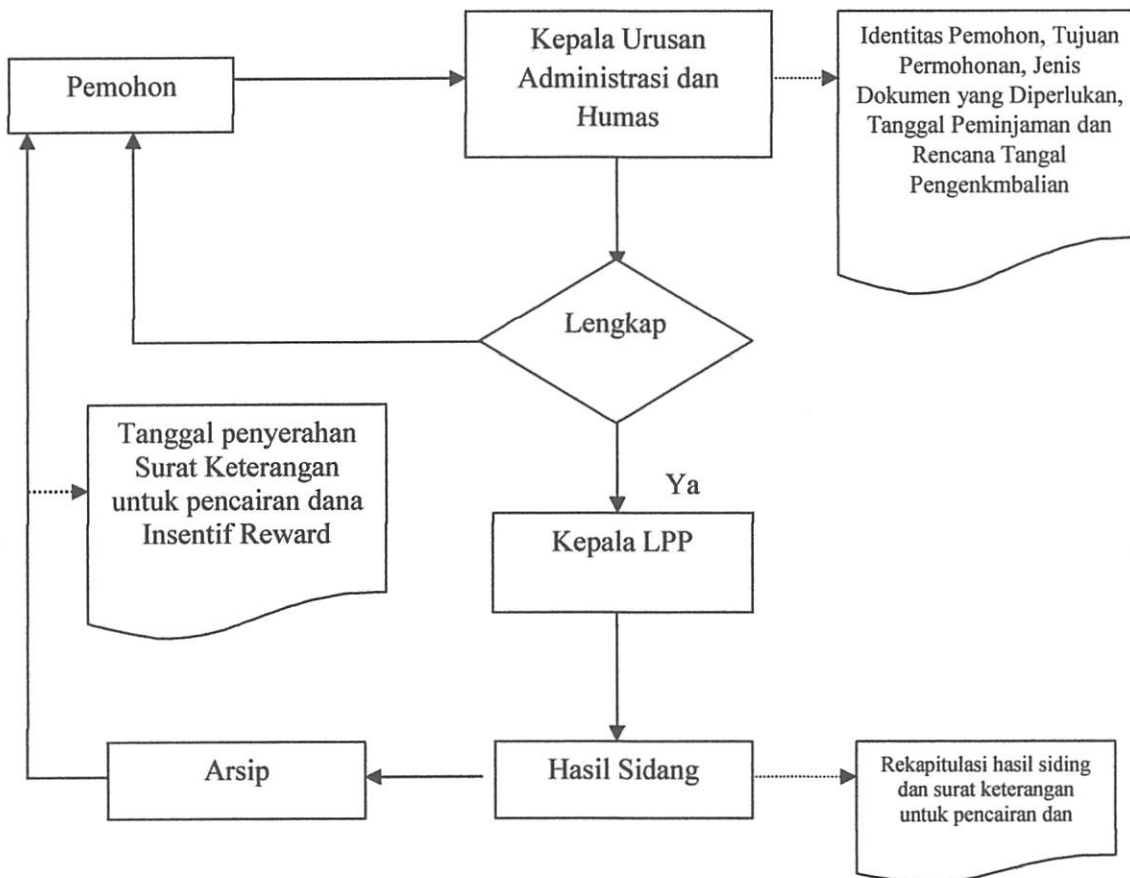 Pemohon
Kepala Urusan
Administrasi dan
Humas
Identitas Pemohon, Tujuan
Permohonan, Jenis
Dokumen yang Diperlukan,
Tanggal Peminjaman dan
Rencana Tangal
Pengenkmbalian
Lengkap
Tanggal penyerahan
Surat Keterangan
untuk pencairan dana
Insentif Reward
Ya
Kepala LPP
Arsip
Hasil Sidang
Rekapitulasi hasil siding
dan surat keterangan
untuk pencairan dan